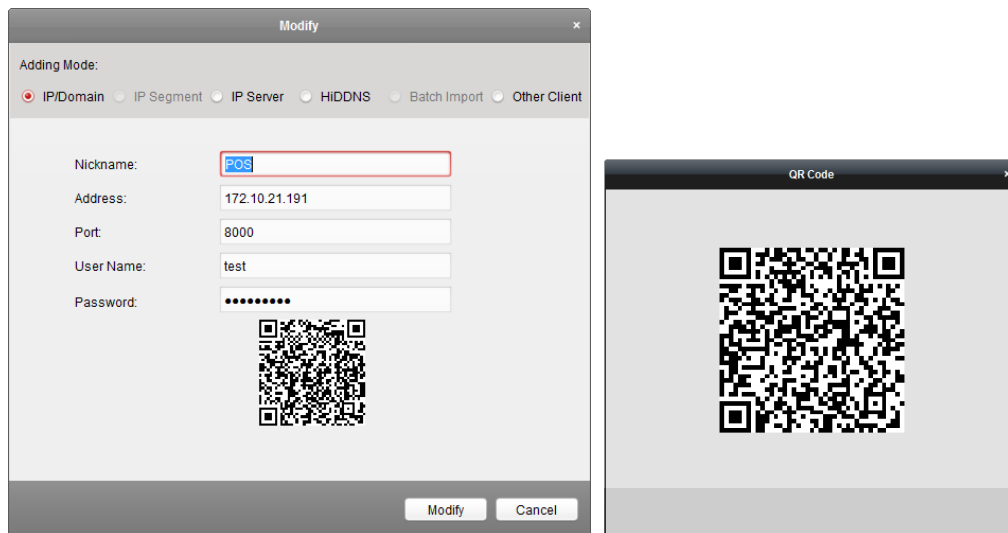 Modify ×
Adding Mode:
IP/Domain IP Segment IP Server HiDDNS Batch Import Other Client
Nickname: POS
Address: 172.10.21.191
Port: 8000
User Name: test
Password: •••••••••
Modify Cancel
QR Code ×